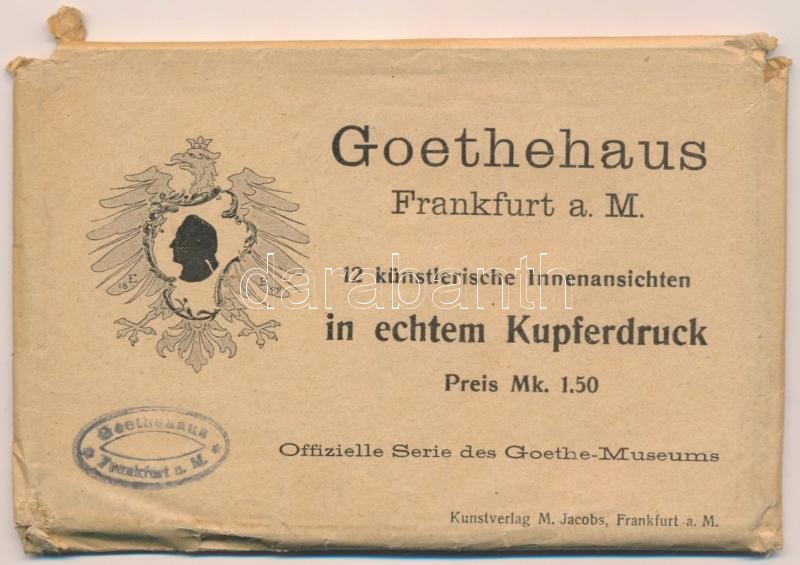 Goethehaus
Frankfurt a. M.
12 künstlerische Innenansichten
in echtem Kupferdruck
Preis Mk. 1.50
Offizielle Serie des Goethe-Museums
Kunstverlag M. Jacobs, Frankfurt a. M.
Goethehaus
Frankfurt a. M.
darabanth